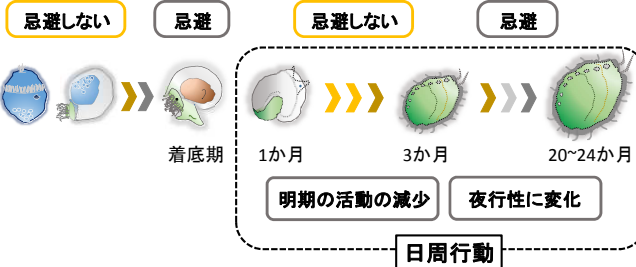 忌避しない
忌避
忌避しない
忌避
着底期
1か月
3か月
20~24か月
明期の活動の減少
夜行性に変化
日周行動